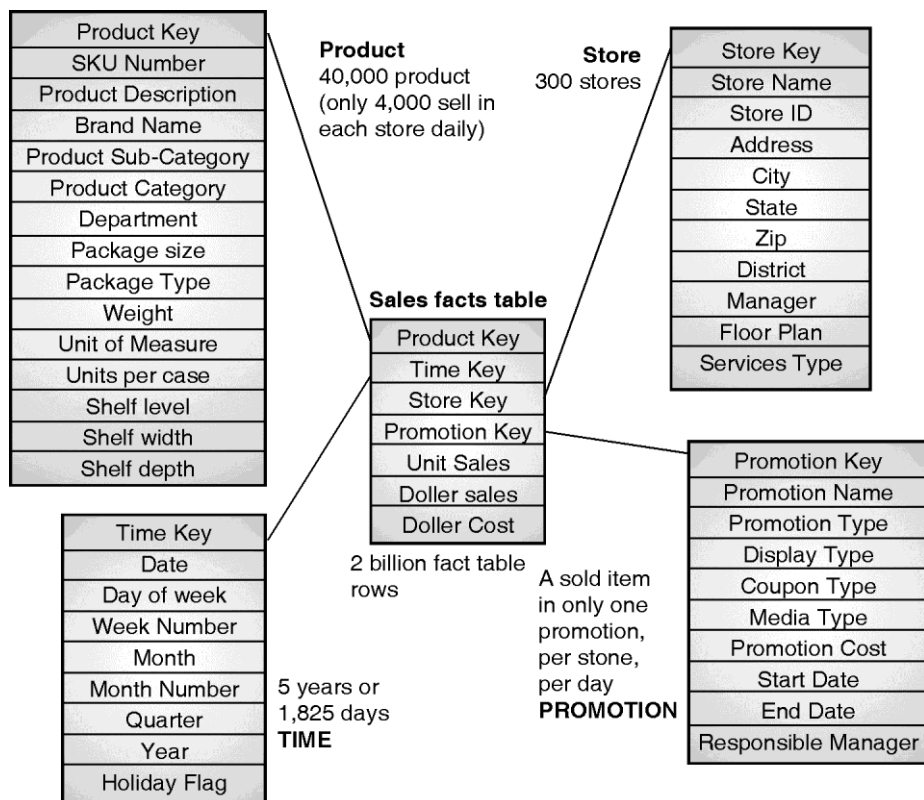 Product Key
SKU Number
Product Description
Brand Name
Product Sub-Category
Product Category
Department
Package size
Package Type
Weight
Unit of Measure
Units per case
Shelf level
Shelf width
Shelf depth
Product
40,000 product
(only 4,000 sell in
each store daily)
Store
300 stores
Store Key
Store Name
Store ID
Address
City
State
Zip
District
Manager
Floor Plan
Services Type
Sales facts table
Product Key
Time Key
Store Key
Promotion Key
Unit Sales
Doller sales
Doller Cost
2 billion fact table
rows
Time Key
Date
Day of week
Week Number
Month
Month Number
Quarter
Year
Holiday Flag
5 years or
1,825 days
TIME
A sold item
in only one
promotion,
per stone,
per day
PROMOTION
Promotion Key
Promotion Name
Promotion Type
Display Type
Coupon Type
Media Type
Promotion Cost
Start Date
End Date
Responsible Manager